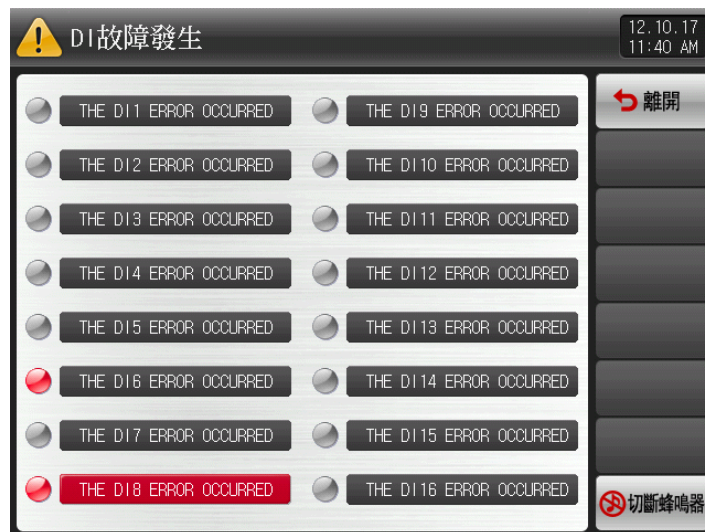 DI故障發生
12.10.17
11:40 AM
THE DI1 ERROR OCCURRED
THE DI2 ERROR OCCURRED
THE DI3 ERROR OCCURRED
THE DI4 ERROR OCCURRED
THE DI5 ERROR OCCURRED
THE DI6 ERROR OCCURRED
THE DI7 ERROR OCCURRED
THE DI8 ERROR OCCURRED
THE DI9 ERROR OCCURRED
THE DI10 ERROR OCCURRED
THE DI11 ERROR OCCURRED
THE DI12 ERROR OCCURRED
THE DI13 ERROR OCCURRED
THE DI14 ERROR OCCURRED
THE DI15 ERROR OCCURRED
THE DI16 ERROR OCCURRED
離開
切斷蜂鳴器